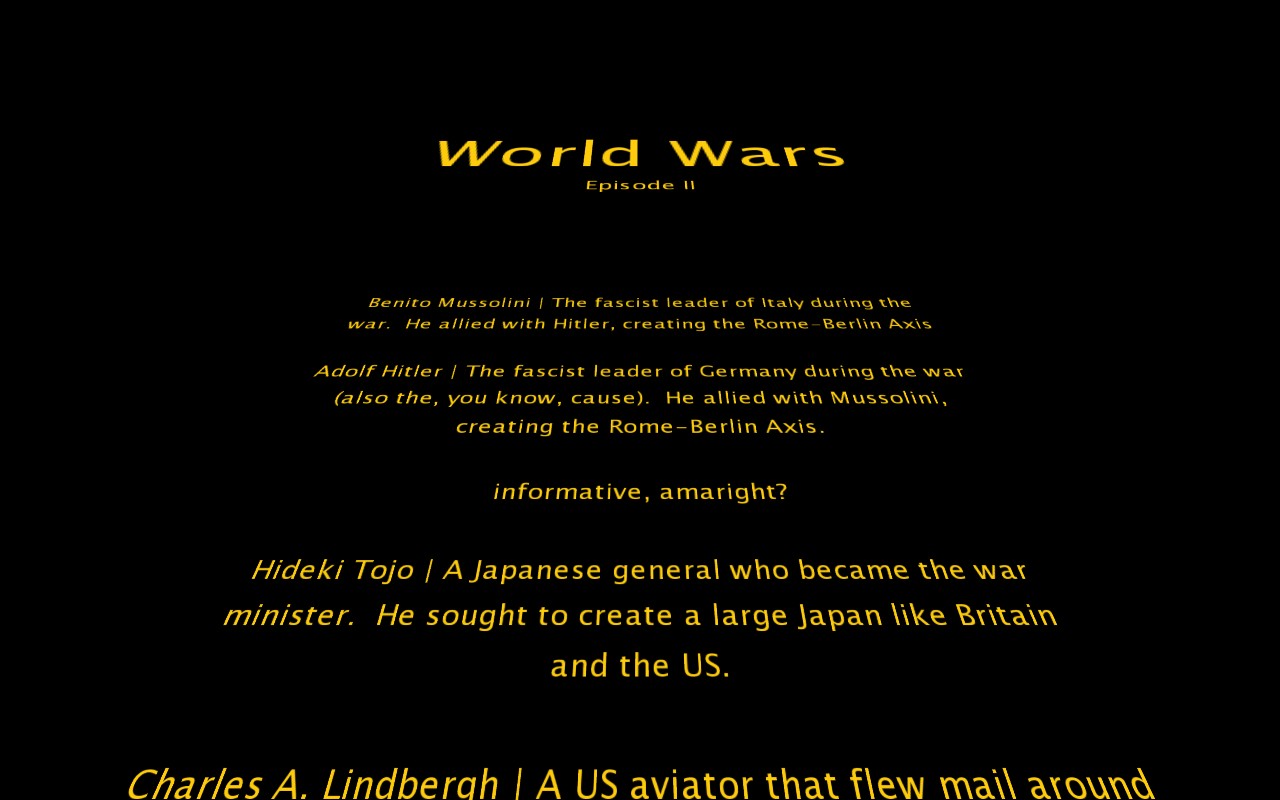 World Wars
Episode II
Benito Mussolini | The fascist leader of Italy during the
war.  He allied with Hitler, creating the Rome-Berlin Axis
Adolf Hitler | The fascist leader of Germany during the war
(also the, you know, cause).  He allied with Mussolini,
creating the Rome-Berlin Axis.
informative, amaright?
Hideki Tojo | A Japanese general who became the war
minister.  He sought to create a large Japan like Britain
and the US.
Charles A. Lindbergh | A US aviator that flew mail around